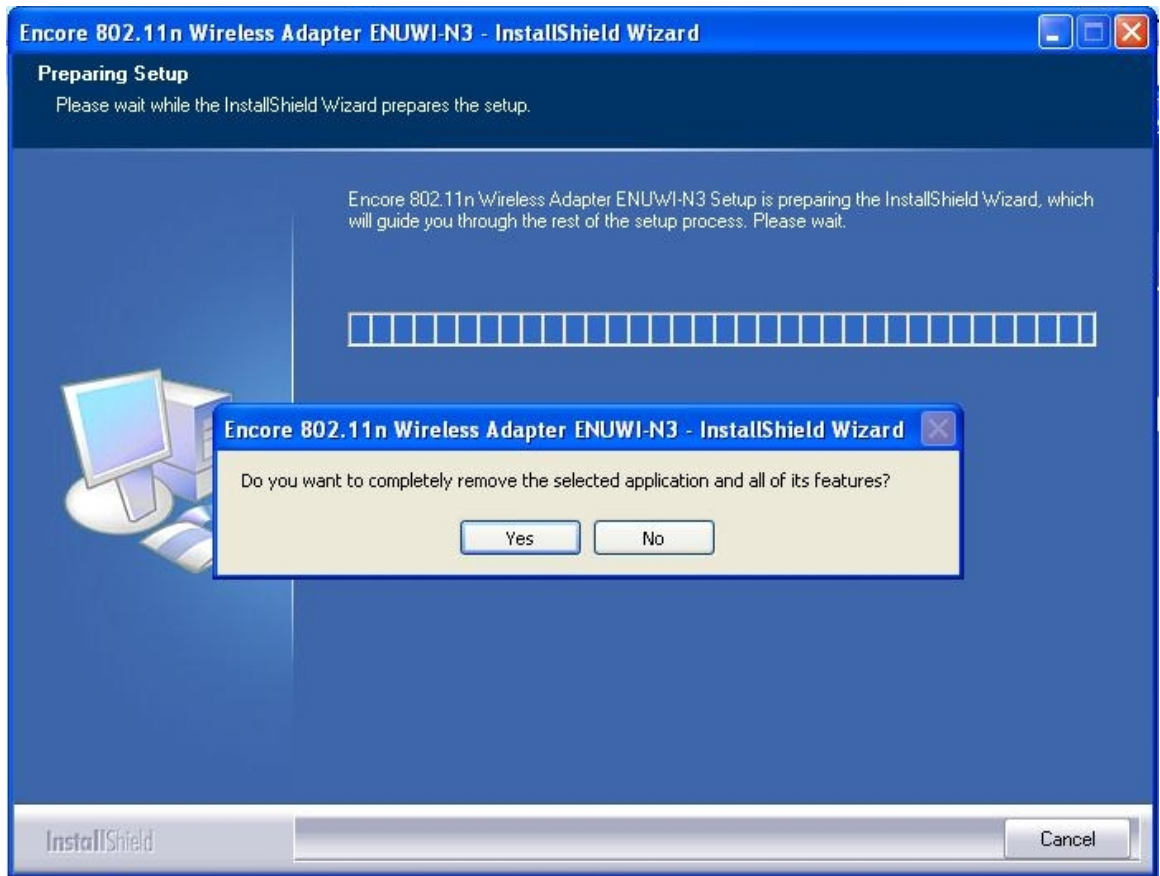 Encore 802.11n Wireless Adapter ENUWI-N3 - InstallShield Wizard
Preparing Setup
Please wait while the InstallShield Wizard prepares the setup.
Encore 802.11n Wireless Adapter ENUWI-N3 Setup is preparing the InstallShield Wizard, which
will guide you through the rest of the setup process. Please wait.
Encore 802.11n Wireless Adapter ENUWI-N3 - InstallShield Wizard
Do you want to completely remove the selected application and all of its features?
Yes No
InstallShield
Cancel